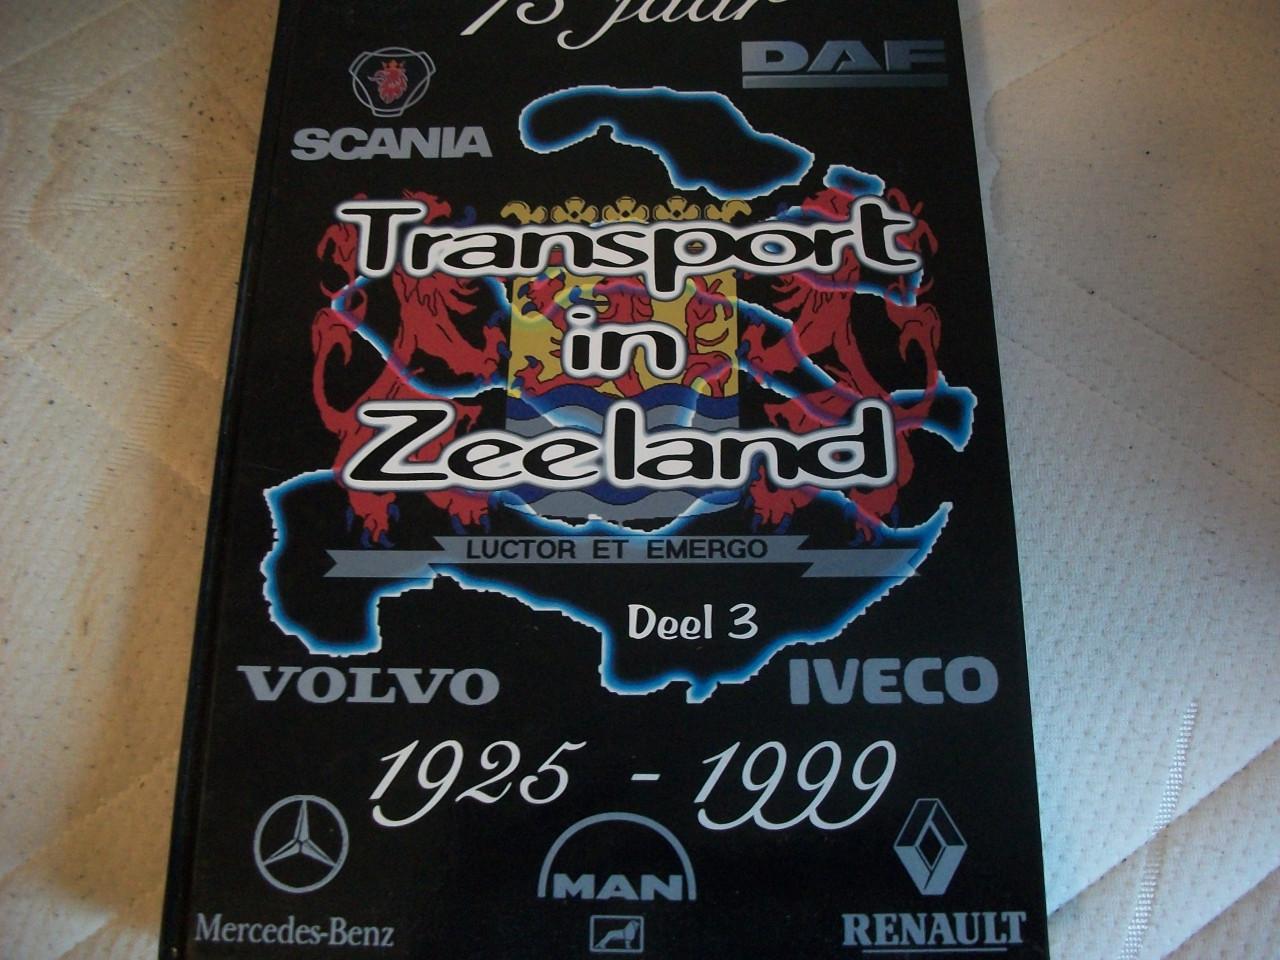 75 jaar
DAF
SCANIA
Transport
in
Zeeland
LUCTOR ET EMERGO
Deel 3
VOLVO
IVECO
1925 - 1999
MAN
Mercedes-Benz
RENAULT